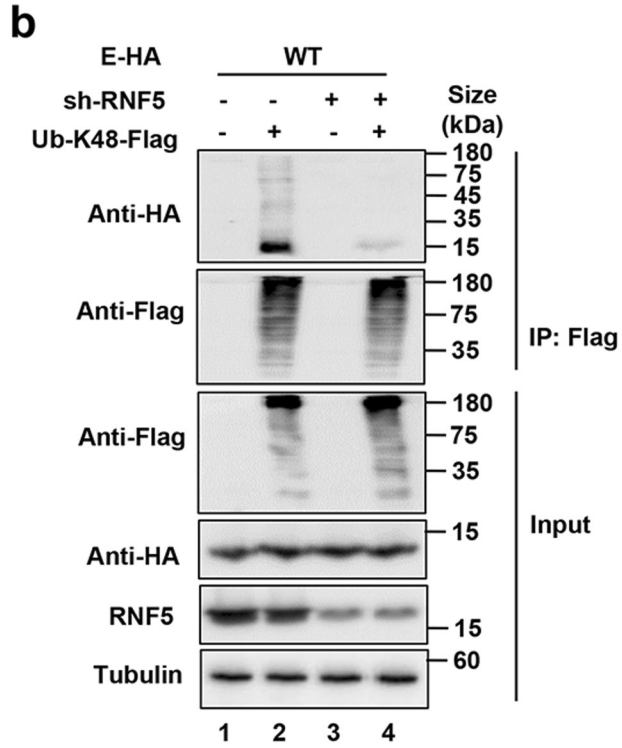 b
E-HA WT
sh-RNF5 - - + +
Ub-K48-Flag - + - +
Size
(kDa)
Anti-HA
180
75
45
35
15
Anti-Flag
180
75
35
IP: Flag
Anti-Flag
180
75
35
Input
Anti-HA
15
RNF5
15
Tubulin
60
1 2 3 4